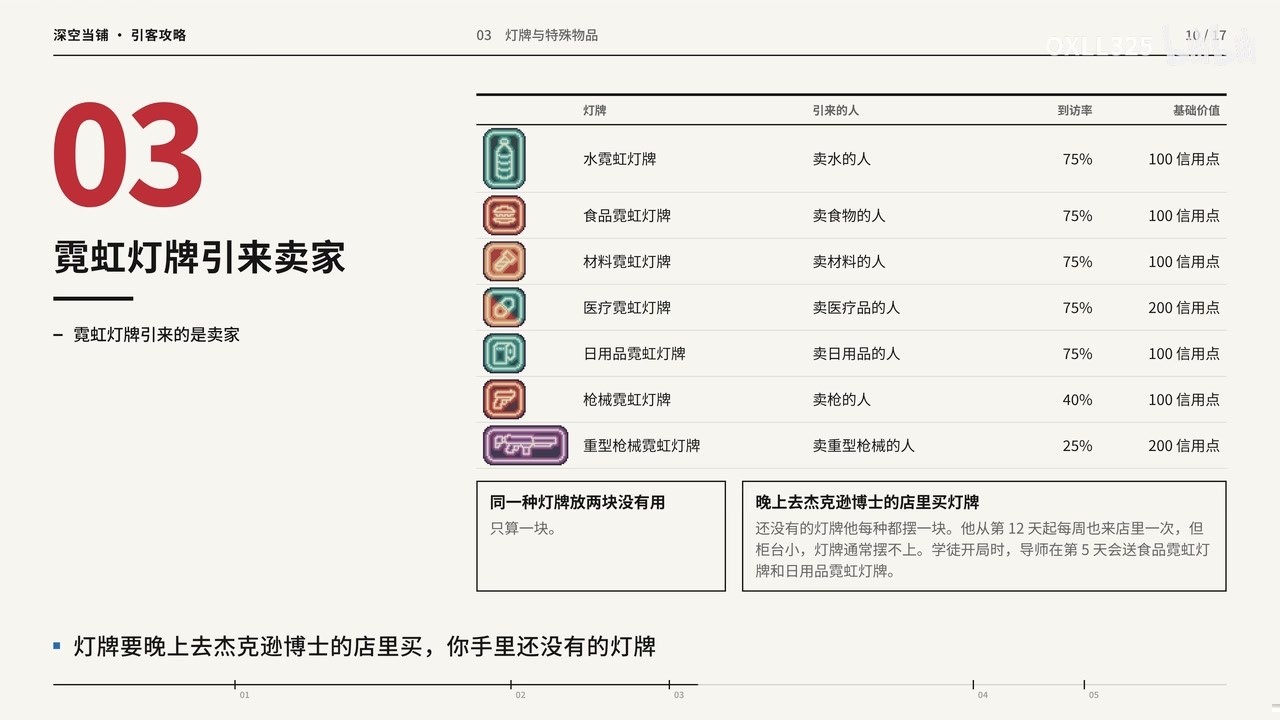 深空当铺 · 引客攻略
03 灯牌与特殊物品
10 / 17
QXLL325
03
霓虹灯牌引来卖家
– 霓虹灯牌引来的是卖家
灯牌 引来的人 到访率 基础价值
水霓虹灯牌 卖水的人 75% 100 信用点
食品霓虹灯牌 卖食物的人 75% 100 信用点
材料霓虹灯牌 卖材料的人 75% 100 信用点
医疗霓虹灯牌 卖医疗品的人 75% 200 信用点
日用品霓虹灯牌 卖日用品的人 75% 100 信用点
枪械霓虹灯牌 卖枪的人 40% 100 信用点
重型枪械霓虹灯牌 卖重型枪械的人 25% 200 信用点
同一种灯牌放两块没有用
只算一块。
晚上去杰克逊博士的店里买灯牌
还没有的灯牌他每种都摆一块。他从第 12 天起每周也来店里一次，但
柜台小，灯牌通常摆不上。学徒开局时，导师在第 5 天会送食品霓虹灯
牌和日用品霓虹灯牌。
灯牌要晚上去杰克逊博士的店里买，你手里还没有的灯牌
01 02 03 04 05